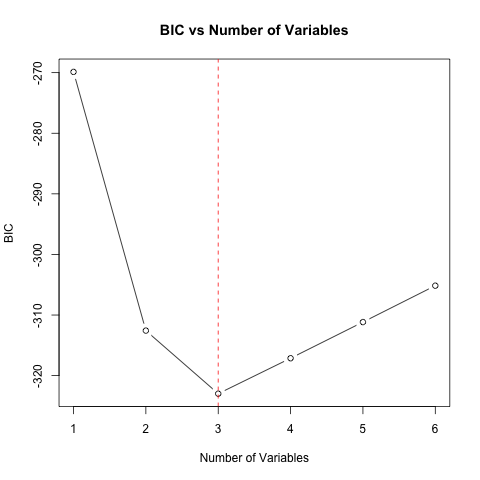 BIC vs Number of Variables
BIC
-270
-280
-290
-300
-310
-320
1 2 3 4 5 6
Number of Variables